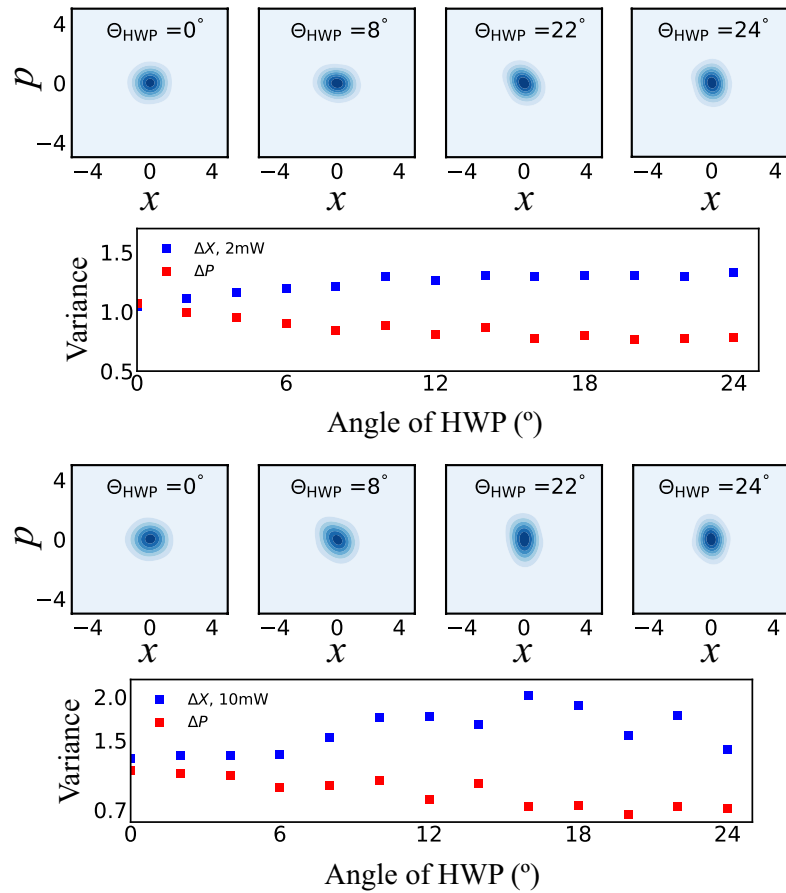 4
0
−4
p
Θ_HWP =0° Θ_HWP =8° Θ_HWP =22° Θ_HWP =24°
−4 0 4 −4 0 4 −4 0 4 −4 0 4
x x x x
1.5
1.0
0.5
Variance
ΔX, 2mW
ΔP
0 6 12 18 24
Angle of HWP (º)
4
0
−4
p
Θ_HWP =0° Θ_HWP =8° Θ_HWP =22° Θ_HWP =24°
−4 0 4 −4 0 4 −4 0 4 −4 0 4
x x x x
2.0
1.5
0.7
Variance
ΔX, 10mW
ΔP
0 6 12 18 24
Angle of HWP (º)